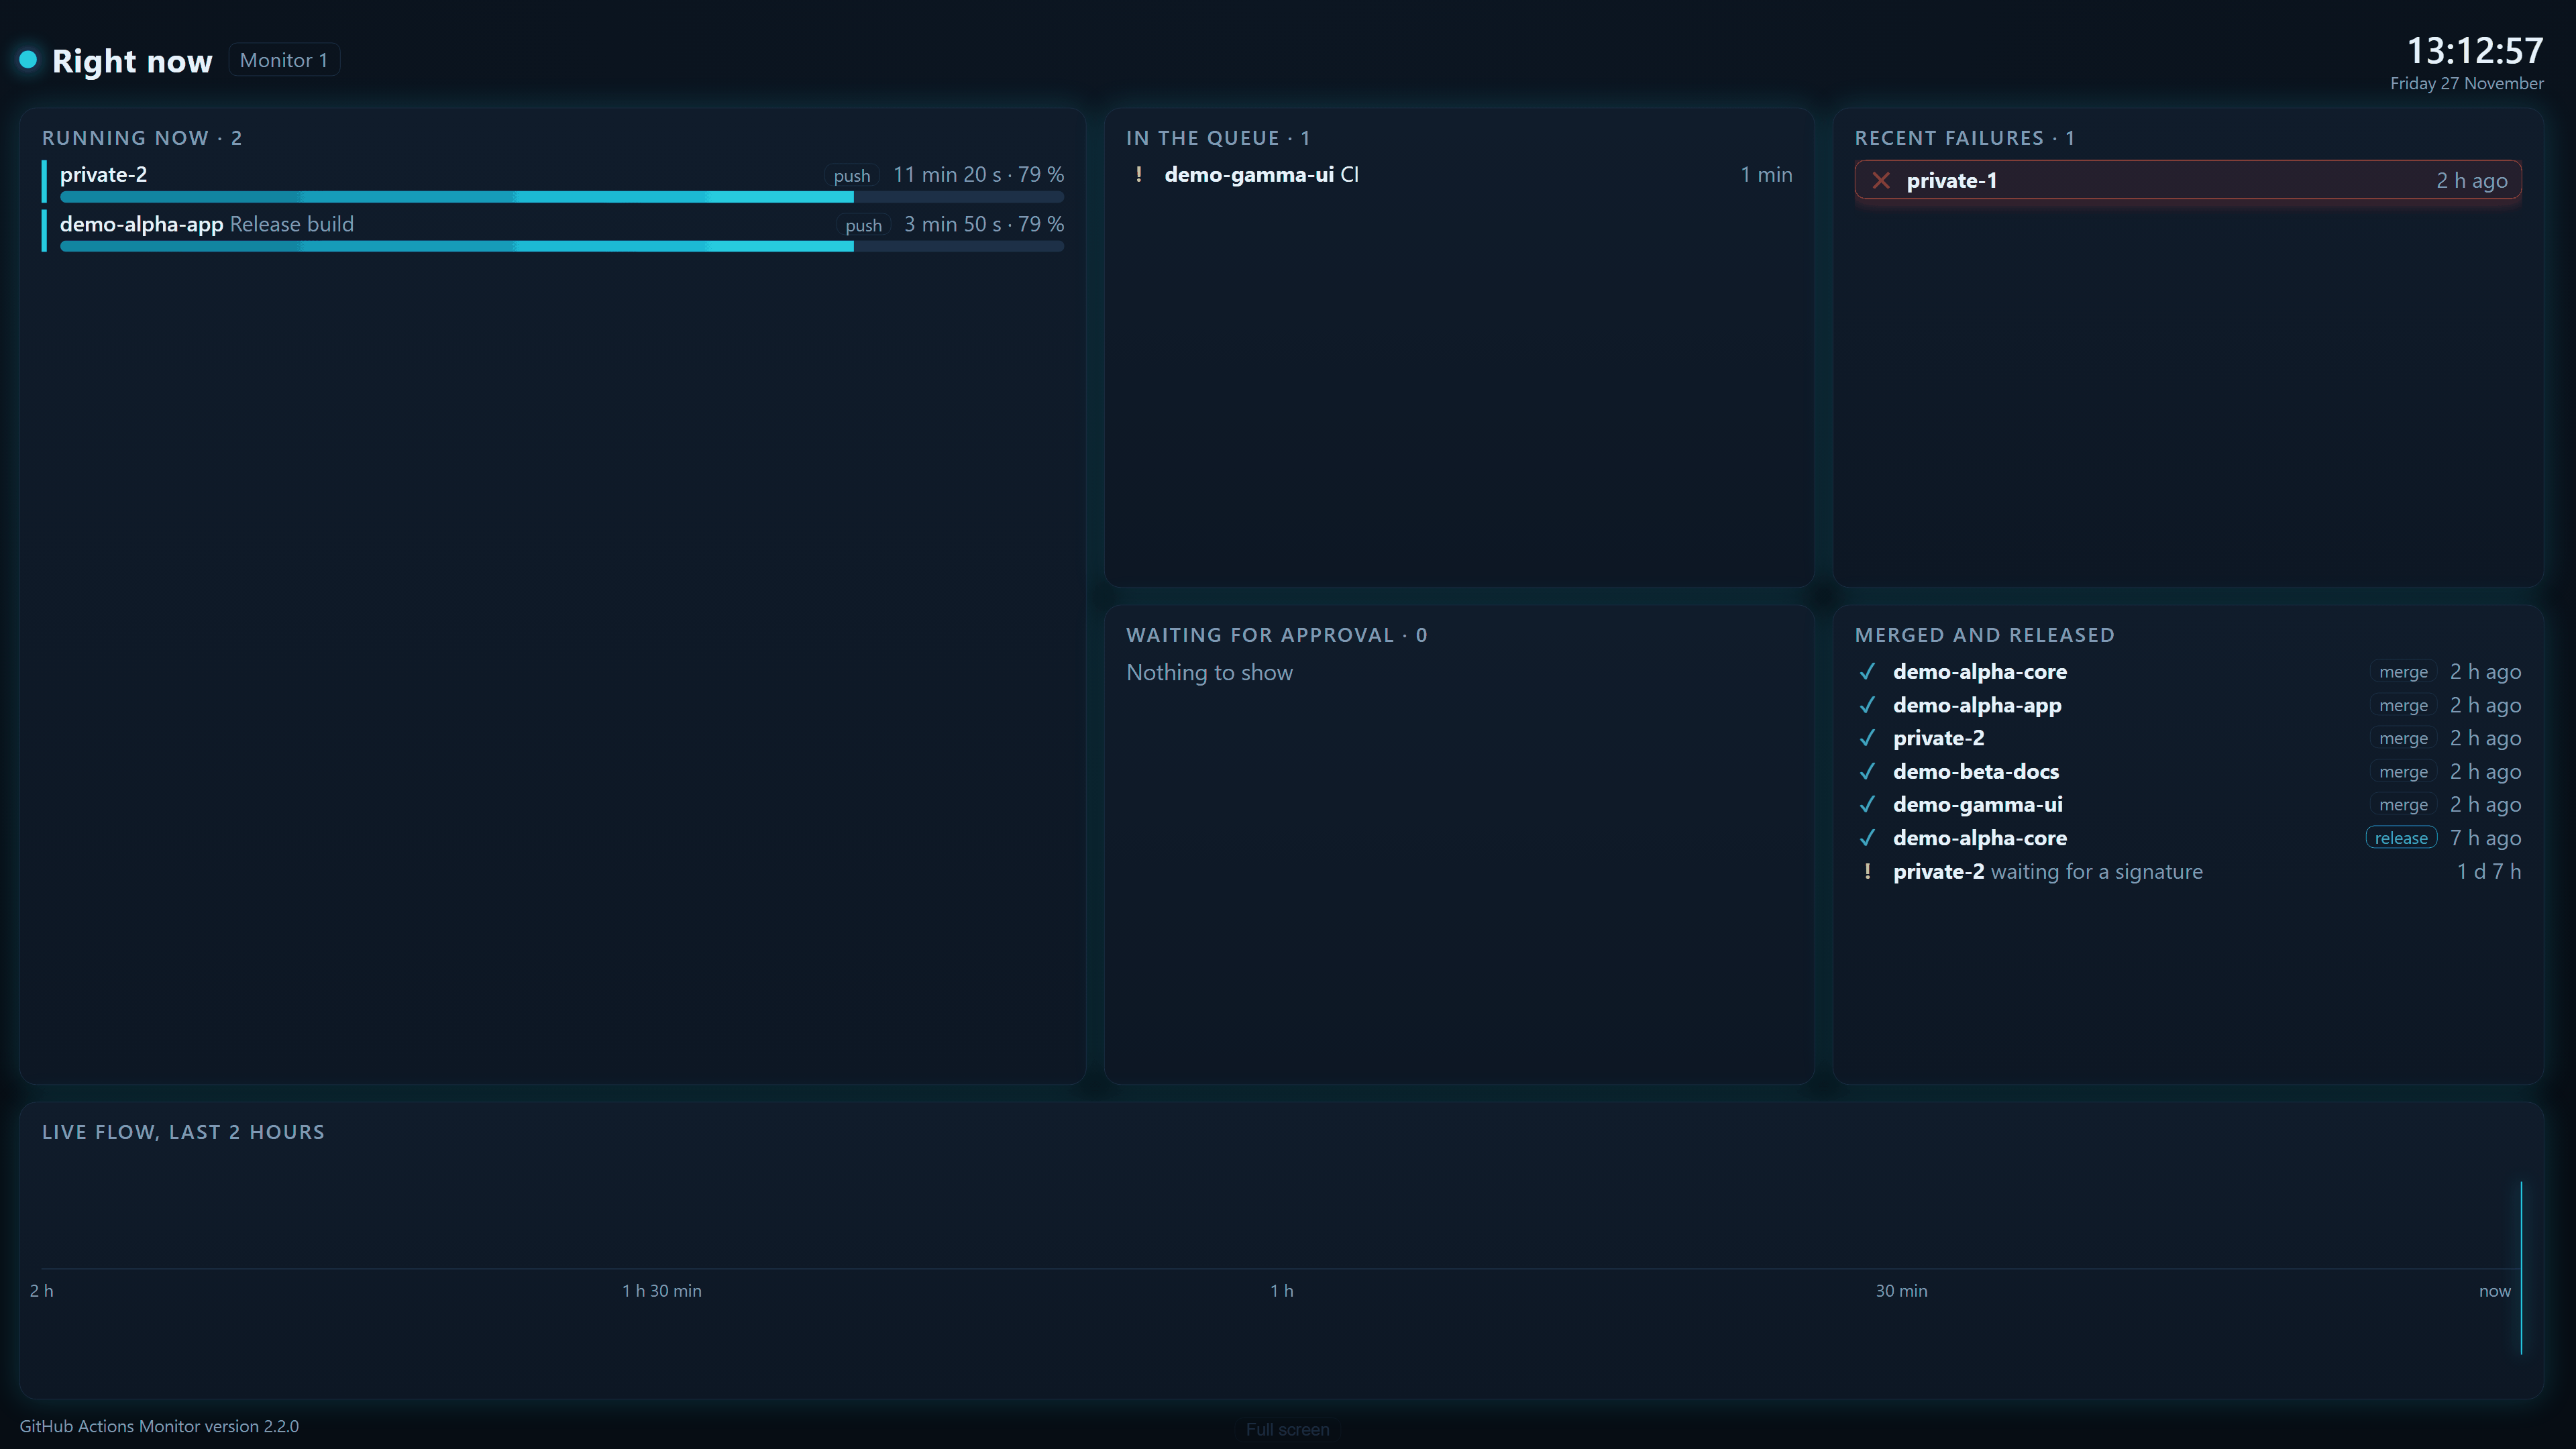 Right now
Monitor 1
13:12:57
Friday 27 November
RUNNING NOW · 2
private-2 push 11 min 20 s · 79 %
demo-alpha-app Release build push 3 min 50 s · 79 %
IN THE QUEUE · 1
! demo-gamma-ui CI 1 min
RECENT FAILURES · 1
private-1 2 h ago
WAITING FOR APPROVAL · 0
Nothing to show
MERGED AND RELEASED
demo-alpha-core merge 2 h ago
demo-alpha-app merge 2 h ago
private-2 merge 2 h ago
demo-beta-docs merge 2 h ago
demo-gamma-ui merge 2 h ago
demo-alpha-core release 7 h ago
! private-2 waiting for a signature 1 d 7 h
LIVE FLOW, LAST 2 HOURS
2 h 1 h 30 min 1 h 30 min now
GitHub Actions Monitor version 2.2.0
Full screen